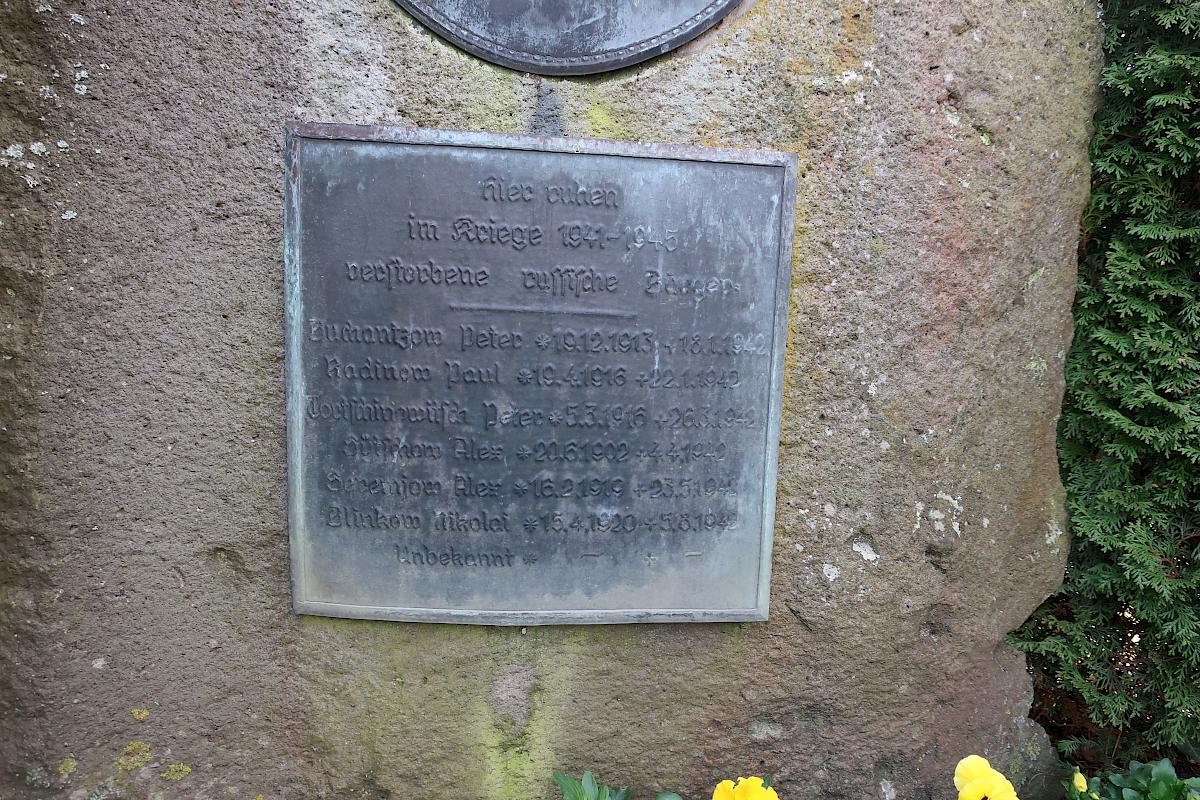 Hier ruhen
im Kriege 1941-1945
verstorbene russische Bürger
Peter *19.12.1913 +18.1.1942
Radinow Paul *19.4.1916 +22.1.1942
Peter *5.3.1916 +26.3.1942
Alex *20.6.1902 +4.4.1942
Alex *16.2.1919 +23.5.1942
Blinkow Nikolai *15.4.1920 +5.8.1942
Unbekannt * - + -